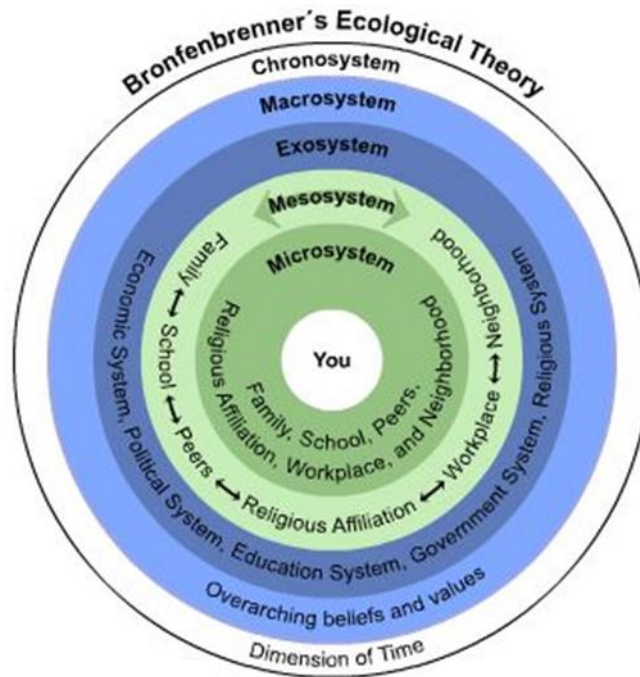 Bronfenbrenner´s Ecological Theory
Chronosystem
Macrosystem
Exosystem
Mesosystem
Microsystem
You
Family, School, Peers,
Religious Affiliation, Workplace, and Neighborhood
Family ↔ School ↔ Peers ↔ Religious Affiliation ↔ Workplace ↔ Neighborhood
Economic System, Political System, Education System, Government System, Religious System
Overarching beliefs and values
Dimension of Time